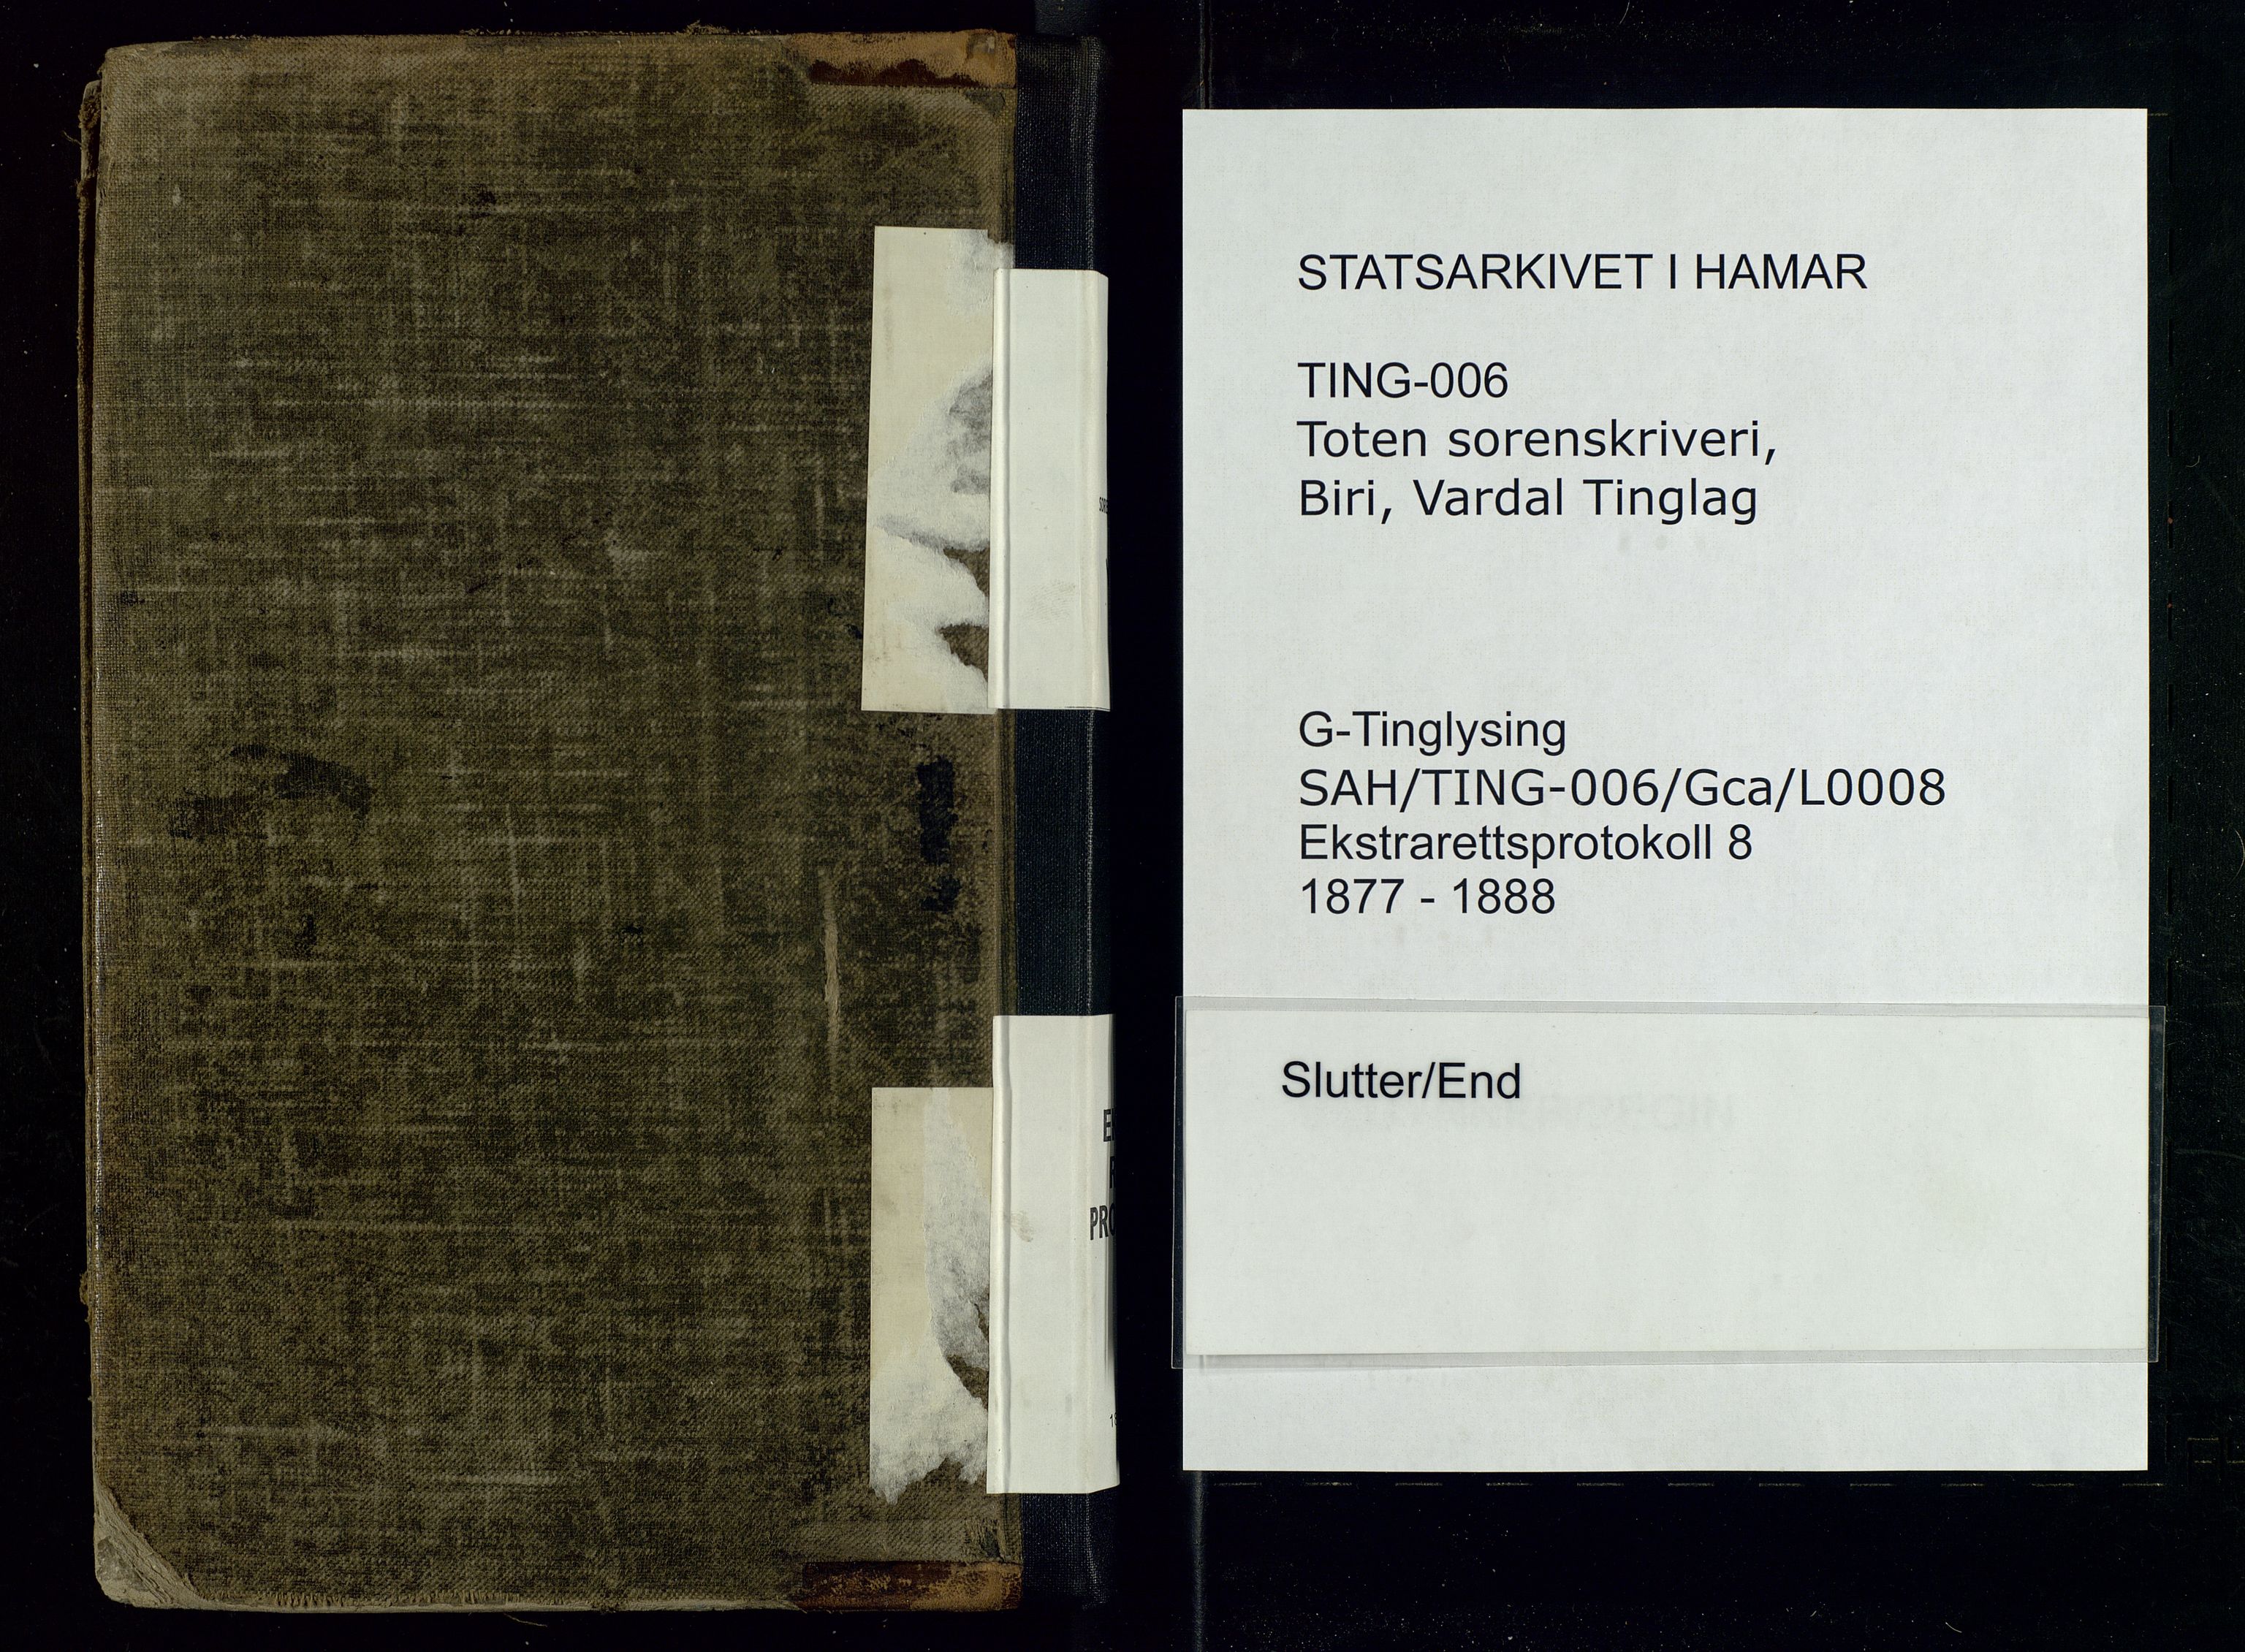 STATSARKIVET I HAMAR
TING-006
Toten sorenskriveri,
Biri, Vardal Tinglag
G-Tinglysing
SAH/TING-006/Gca/L0008
Ekstrarettsprotokoll 8
1877 - 1888
Slutter/End